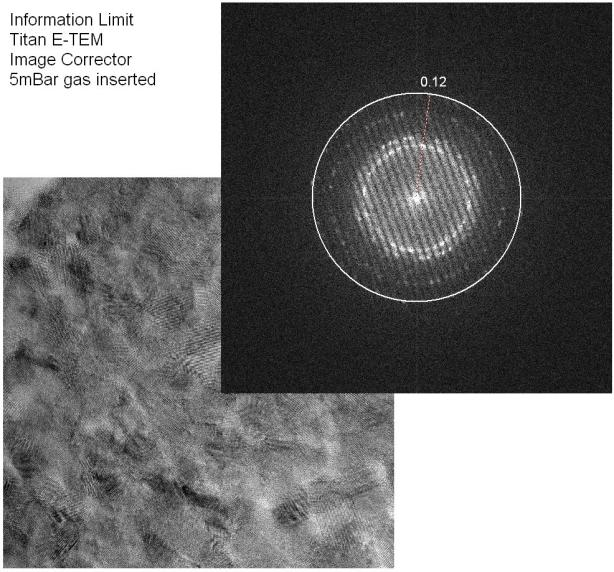 Information Limit
Titan E-TEM
Image Corrector
5mBar gas inserted
0.12